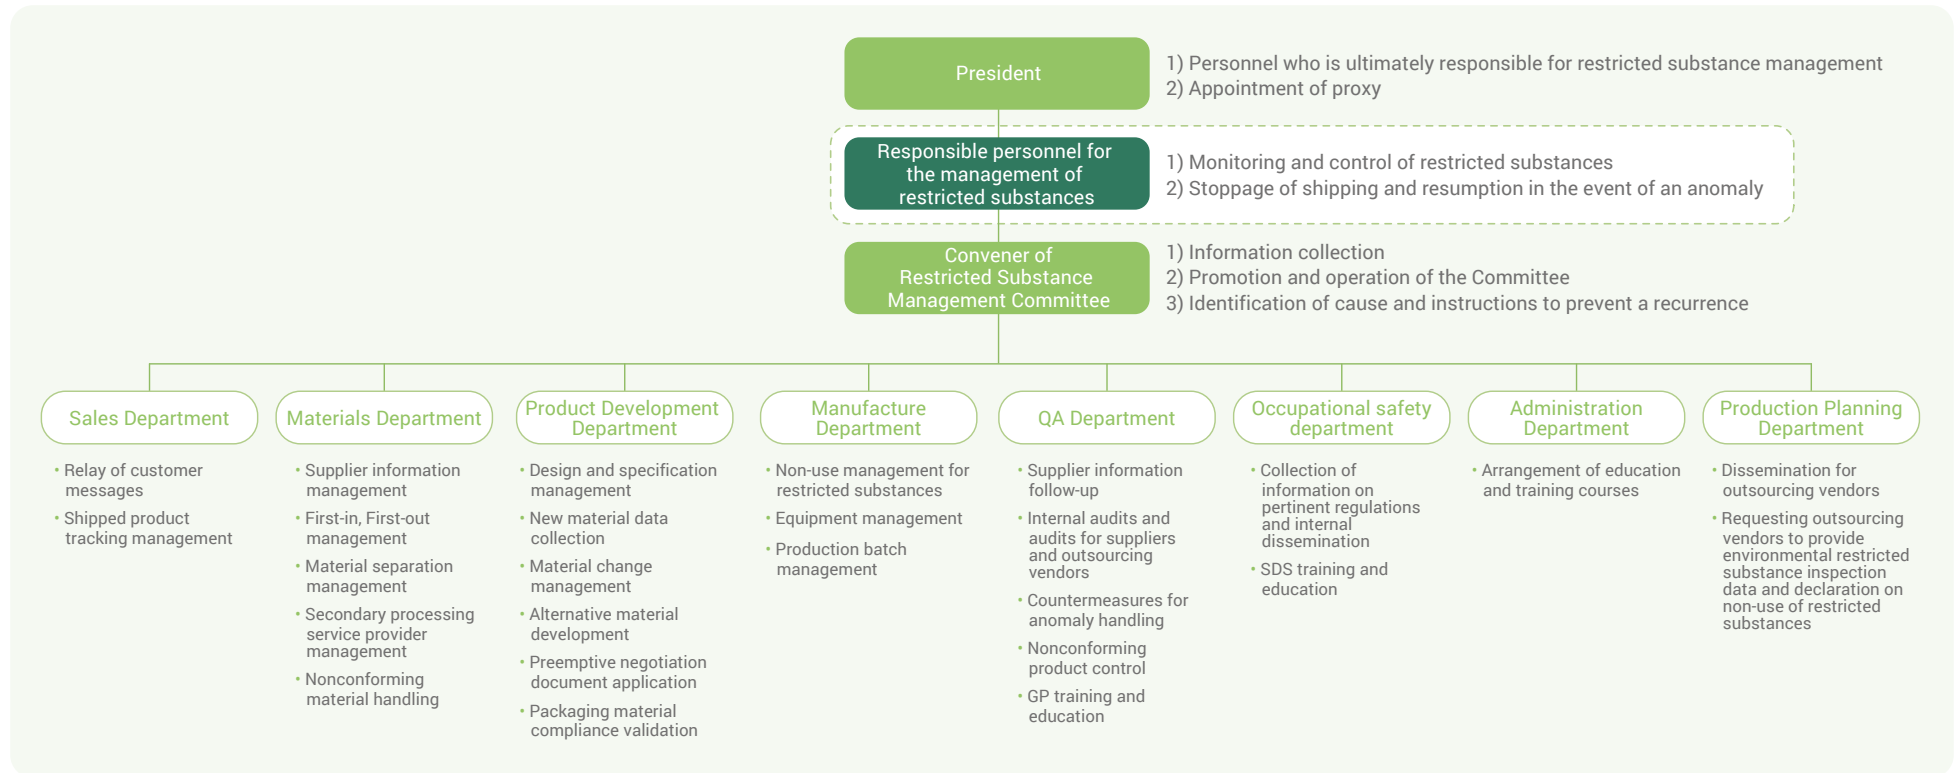 President
1) Personnel who is ultimately responsible for restricted substance management
2) Appointment of proxy
Responsible personnel for
the management of
restricted substances
1) Monitoring and control of restricted substances
2) Stoppage of shipping and resumption in the event of an anomaly
Convener of
Restricted Substance
Management Committee
1) Information collection
2) Promotion and operation of the Committee
3) Identification of cause and instructions to prevent a recurrence
Sales Department
• Relay of customer
messages
• Shipped product
tracking management
Materials Department
• Supplier information
management
• First-in, First-out
management
• Material separation
management
• Secondary processing
service provider
management
• Nonconforming
material handling
Product Development
Department
• Design and specification
management
• New material data
collection
• Material change
management
• Alternative material
development
• Preemptive negotiation
document application
• Packaging material
compliance validation
Manufacture
Department
• Non-use management for
restricted substances
• Equipment management
• Production batch
management
QA Department
• Supplier information
follow-up
• Internal audits and
audits for suppliers
and outsourcing
vendors
• Countermeasures for
anomaly handling
• Nonconforming
product control
• GP training and
education
Occupational safety
department
• Collection of
information on
pertinent regulations
and internal
dissemination
• SDS training and
education
Administration
Department
• Arrangement of education
and training courses
Production Planning
Department
• Dissemination for
outsourcing vendors
• Requesting outsourcing
vendors to provide
environmental restricted
substance inspection
data and declaration on
non-use of restricted
substances